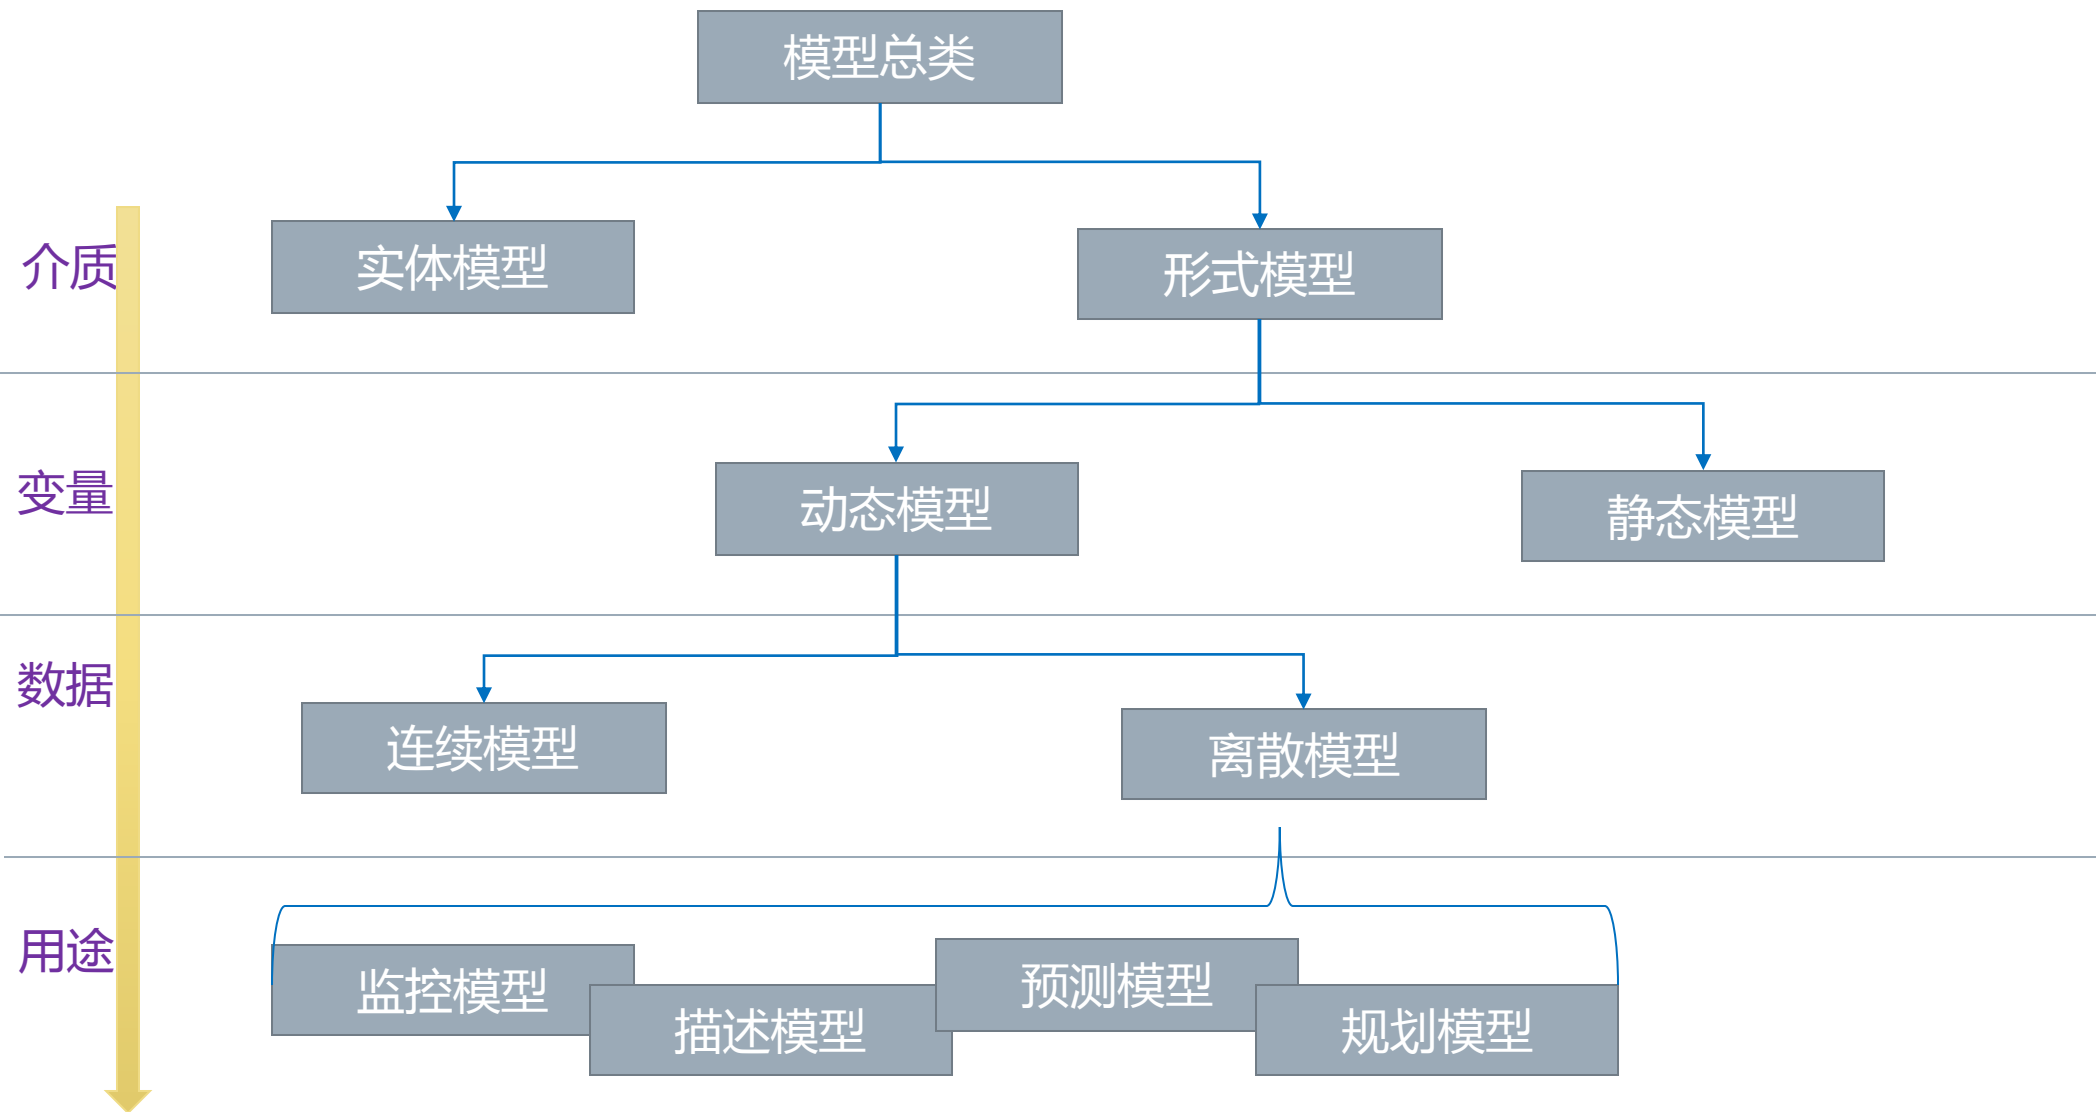 模型总类
介质
实体模型
形式模型
变量
动态模型
静态模型
数据
连续模型
离散模型
用途
监控模型
描述模型
预测模型
规划模型